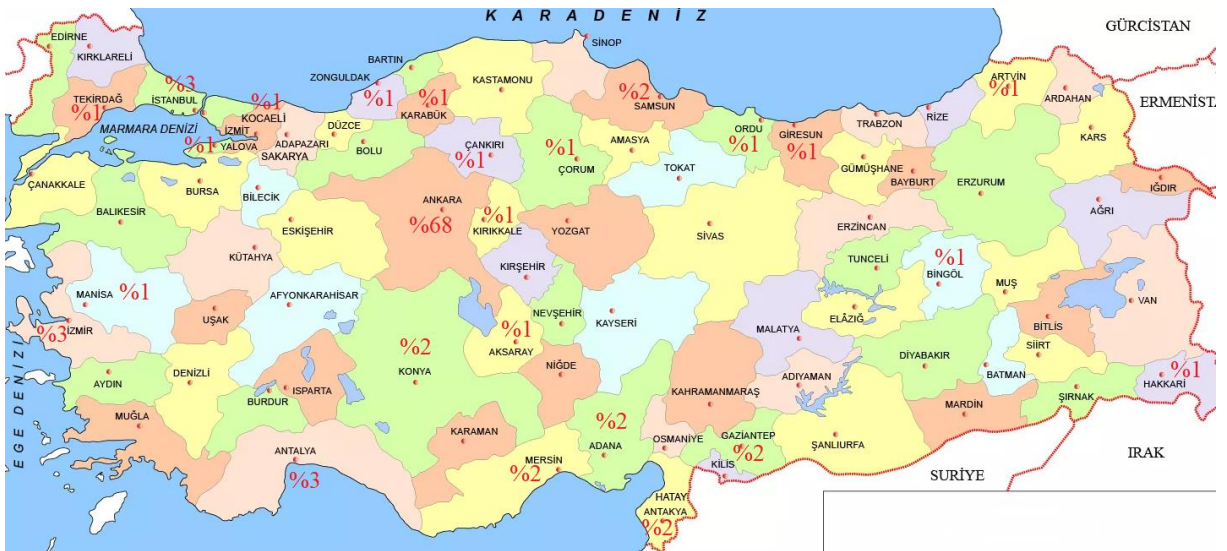 KARADENİZ
GÜRCİSTAN
ERMENİSTA
IRAK
SURİYE
EGE DENİZİ
MARMARA DENİZİ
EDİRNE
KIRKLARELİ
TEKİRDAĞ
%1
%3
İSTANBUL
%1
KOCAELİ
İZMİT
%1
YALOVA
ADAPAZARI
SAKARYA
DÜZCE
BOLU
ZONGULDAK
%1
BARTIN
%1
KARABÜK
KASTAMONU
SİNOP
%2
SAMSUN
ÇANKIRI
%1
%1
ÇORUM
AMASYA
TOKAT
ORDU
%1
GİRESUN
%1
TRABZON
RİZE
ARTVİN
%1
ARDAHAN
KARS
GÜMÜŞHANE
BAYBURT
ERZURUM
IĞDIR
AĞRI
ÇANAKKALE
BALIKESİR
BURSA
BİLECİK
ESKİŞEHİR
KÜTAHYA
ANKARA
%68
%1
KIRIKKALE
YOZGAT
SİVAS
ERZİNCAN
TUNCELİ
%1
BİNGÖL
MUŞ
VAN
BİTLİS
MANİSA %1
İZMİR
%3
UŞAK
AFYONKARAHİSAR
KIRŞEHİR
NEVŞEHİR
KAYSERİ
MALATYA
ELÂZIĞ
DİYABAKIR
BATMAN
SİİRT
%1
HAKKARİ
ŞIRNAK
MARDİN
AYDIN
DENİZLİ
MUĞLA
BURDUR
ISPARTA
ANTALYA
%3
%2
KONYA
%1
AKSARAY
NİĞDE
KARAMAN
MERSİN
%2
%2
ADANA
OSMANİYE
KAHRAMANMARAŞ
ADIYAMAN
GAZİANTEP
%2
KİLİS
ŞANLIURFA
HATAY
ANTAKYA
%2